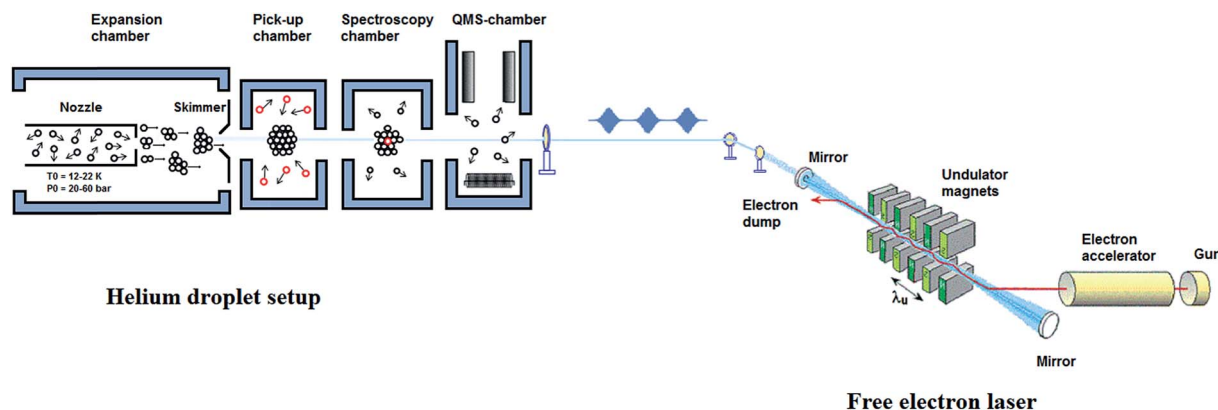 Expansion
chamber
Pick-up
chamber
Spectroscopy
chamber
QMS-chamber
Nozzle
Skimmer
T0 = 12-22 K
P0 = 20-60 bar
Helium droplet setup
Mirror
Undulator
magnets
Electron
dump
λu
Electron
accelerator
Gun
Mirror
Free electron laser